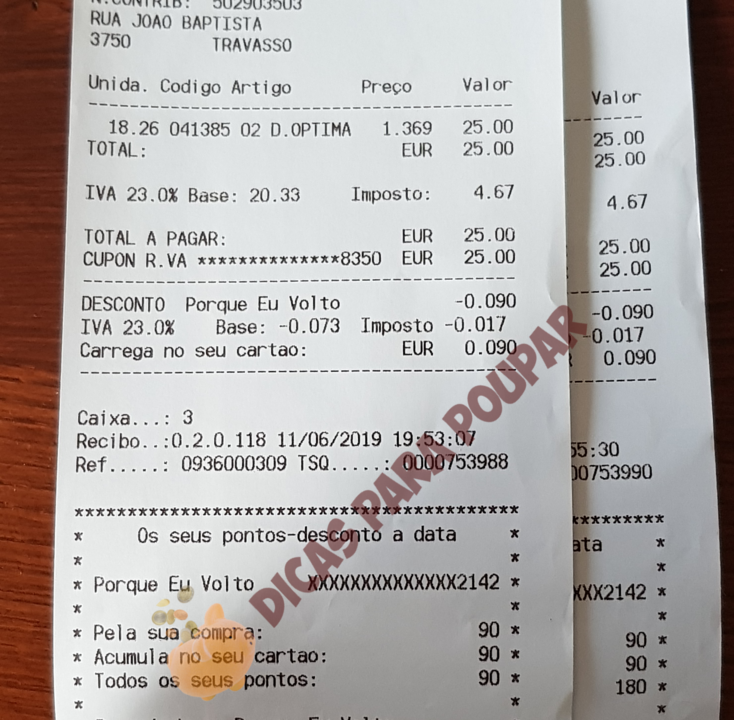 N.CONTRIB: 502903503
RUA JOAO BAPTISTA
3750 TRAVASSO
Unida. Codigo Artigo Preço Valor
18.26 041385 02 D.OPTIMA 1.369 25.00
TOTAL: EUR 25.00
IVA 23.0% Base: 20.33 Imposto: 4.67
TOTAL A PAGAR: EUR 25.00
CUPON R.VA **************8350 EUR 25.00
DESCONTO Porque Eu Volto -0.090
IVA 23.0% Base: -0.073 Imposto -0.017
Carrega no seu cartao: EUR 0.090
Caixa...: 3
Recibo..:0.2.0.118 11/06/2019 19:53:07
Ref.....: 0936000309 TSQ.....: 0000753988
******************************************
* Os seus pontos-desconto a data *
* *
* Porque Eu Volto XXXXXXXXXXXXXX2142 *
* *
* Pela sua compra: 90 *
* Acumula no seu cartao: 90 *
* Todos os seus pontos: 90 *
* *
Valor
25.00
25.00
4.67
25.00
25.00
-0.090
-0.017
0.090
55:30
00753990
*********
ata *
*
XXX2142 *
*
90 *
90 *
180 *
*
DICAS PARA POUPAR